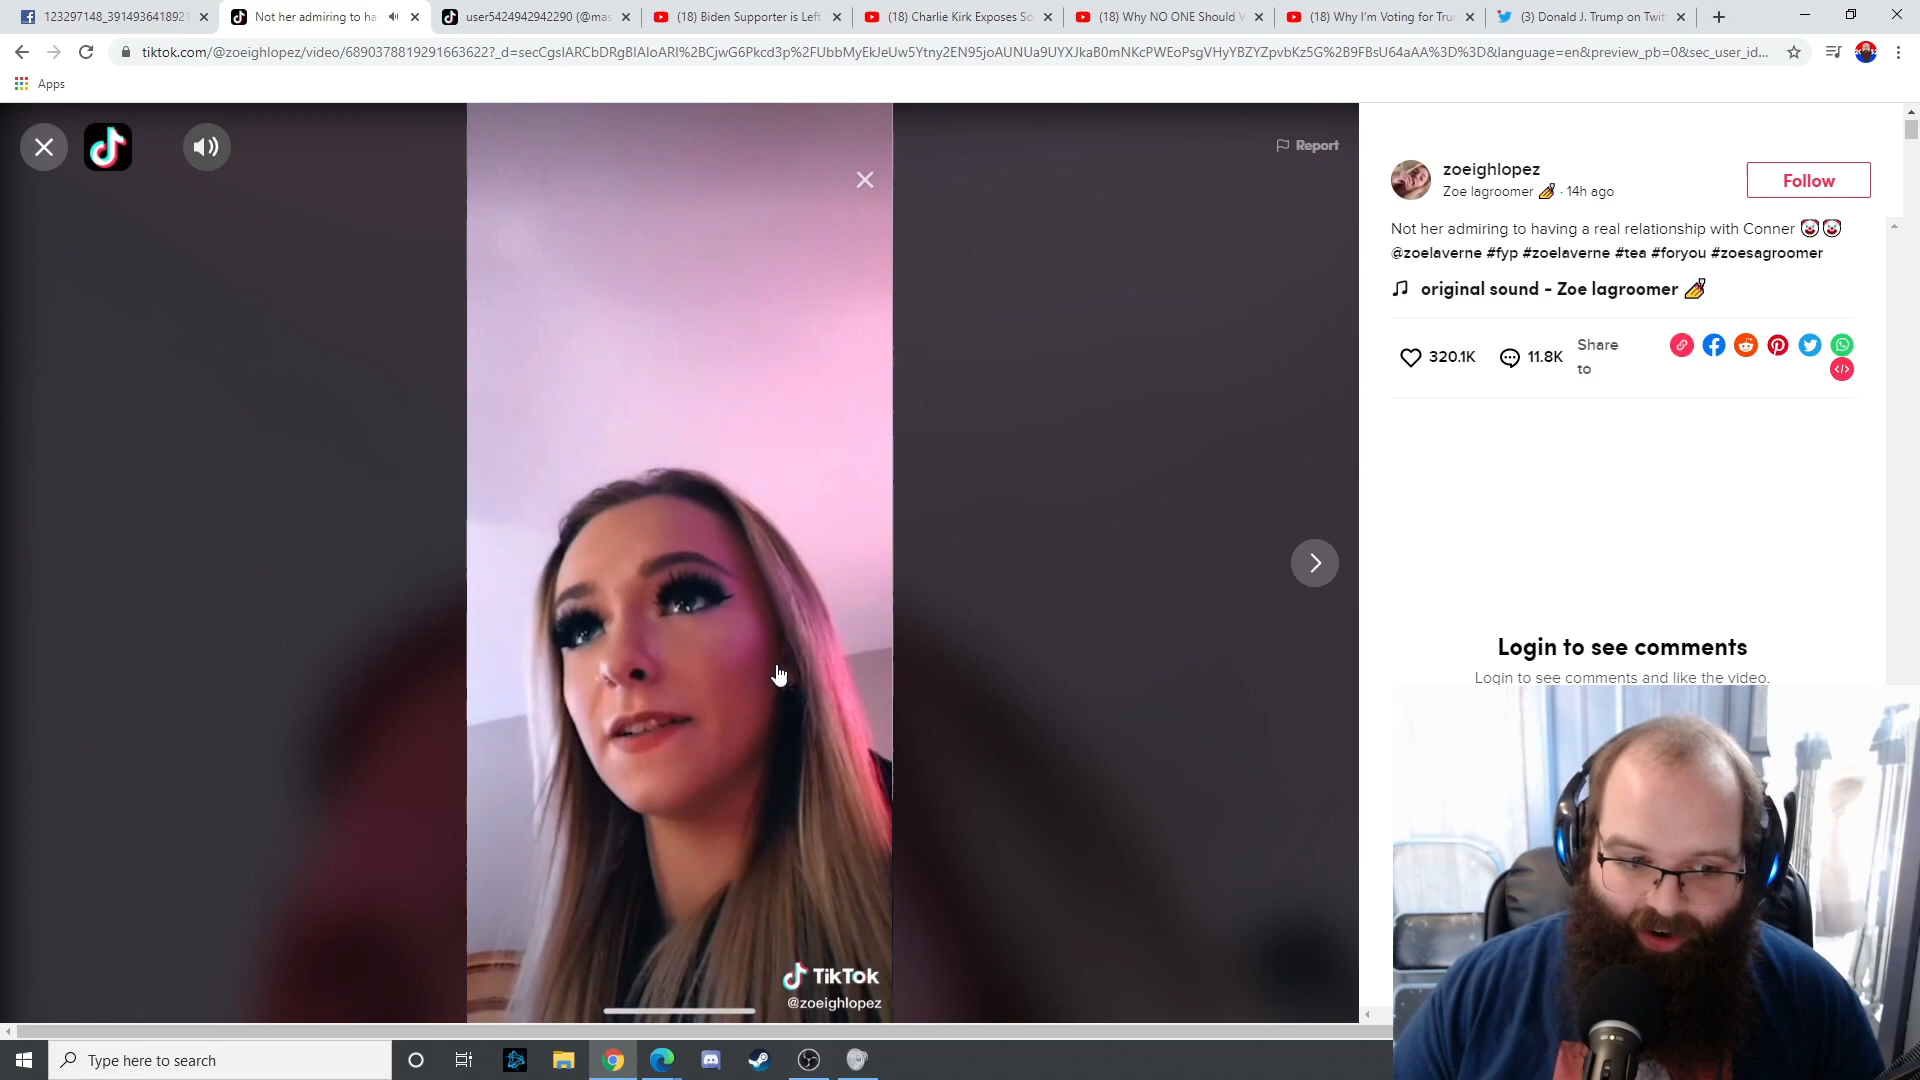 123297148_3914936418921
Not her admiring to ha
user5424942942290 (@mas
(18) Biden Supporter is Left
(18) Charlie Kirk Exposes So
(18) Why NO ONE Should V
(18) Why I'm Voting for Tru
(3) Donald J. Trump on Twit
tiktok.com/@zoeighlopez/video/6890378819291663622?_d=secCgsIARCbDRgBIAIoARI%2BCjwG6Pkcd3p%2FUbbMyEkJeUw5Ytny2EN95joAUNUa9UYXJkaB0mNKcPWEoPsgVHyYBZYZpvbKz5G%2B9FBsU64aAA%3D%3D&language=en&preview_pb=0&sec_user_id...
Apps
Report
zoeighlopez
Zoe lagroomer 💅 · 14h ago
Follow
Not her admiring to having a real relationship with Conner 🤡🤡
@zoelaverne #fyp #zoelaverne #tea #foryou #zoesagroomer
original sound - Zoe lagroomer 💅
320.1K
11.8K
Share
to
Login to see comments
Login to see comments and like the video.
TikTok
@zoeighlopez
Type here to search